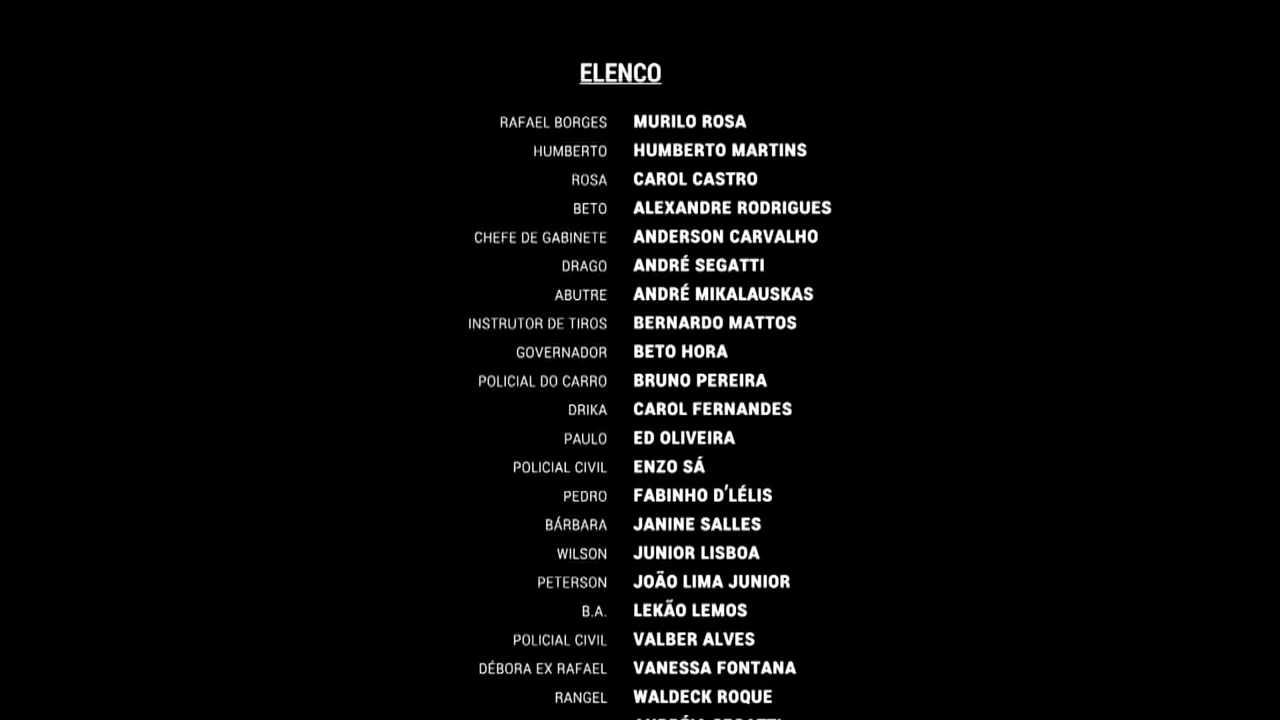 ELENCO
RAFAEL BORGES MURILO ROSA
HUMBERTO HUMBERTO MARTINS
ROSA CAROL CASTRO
BETO ALEXANDRE RODRIGUES
CHEFE DE GABINETE ANDERSON CARVALHO
DRAGO ANDRÉ SEGATTI
ABUTRE ANDRÉ MIKALAUSKAS
INSTRUTOR DE TIROS BERNARDO MATTOS
GOVERNADOR BETO HORA
POLICIAL DO CARRO BRUNO PEREIRA
DRIKA CAROL FERNANDES
PAULO ED OLIVEIRA
POLICIAL CIVIL ENZO SÁ
PEDRO FABINHO D'LÉLIS
BÁRBARA JANINE SALLES
WILSON JUNIOR LISBOA
PETERSON JOÃO LIMA JUNIOR
B.A. LEKÃO LEMOS
POLICIAL CIVIL VALBER ALVES
DÉBORA EX RAFAEL VANESSA FONTANA
RANGEL WALDECK ROQUE